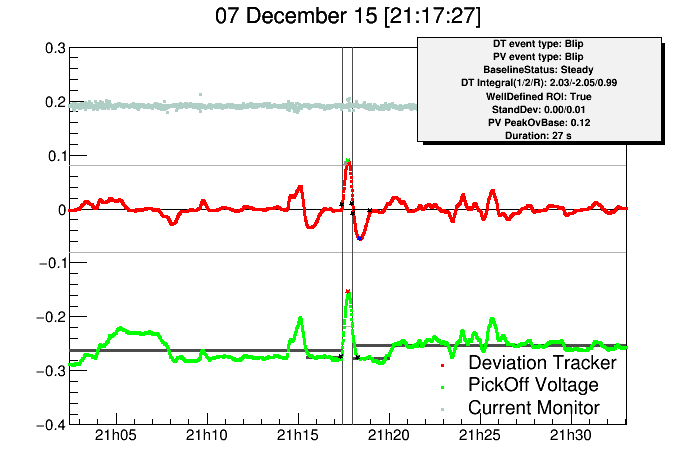 07 December 15 [21:17:27]
DT event type: Blip
PV event type: Blip
BaselineStatus: Steady
DT Integral(1/2/R): 2.03/-2.05/0.99
WellDefined ROI: True
StandDev: 0.00/0.01
PV PeakOvBase: 0.12
Duration: 27 s
0.3
0.2
0.1
0
−0.1
−0.2
−0.3
−0.4
Deviation Tracker
PickOff Voltage
Current Monitor
21h05 21h10 21h15 21h20 21h25 21h30